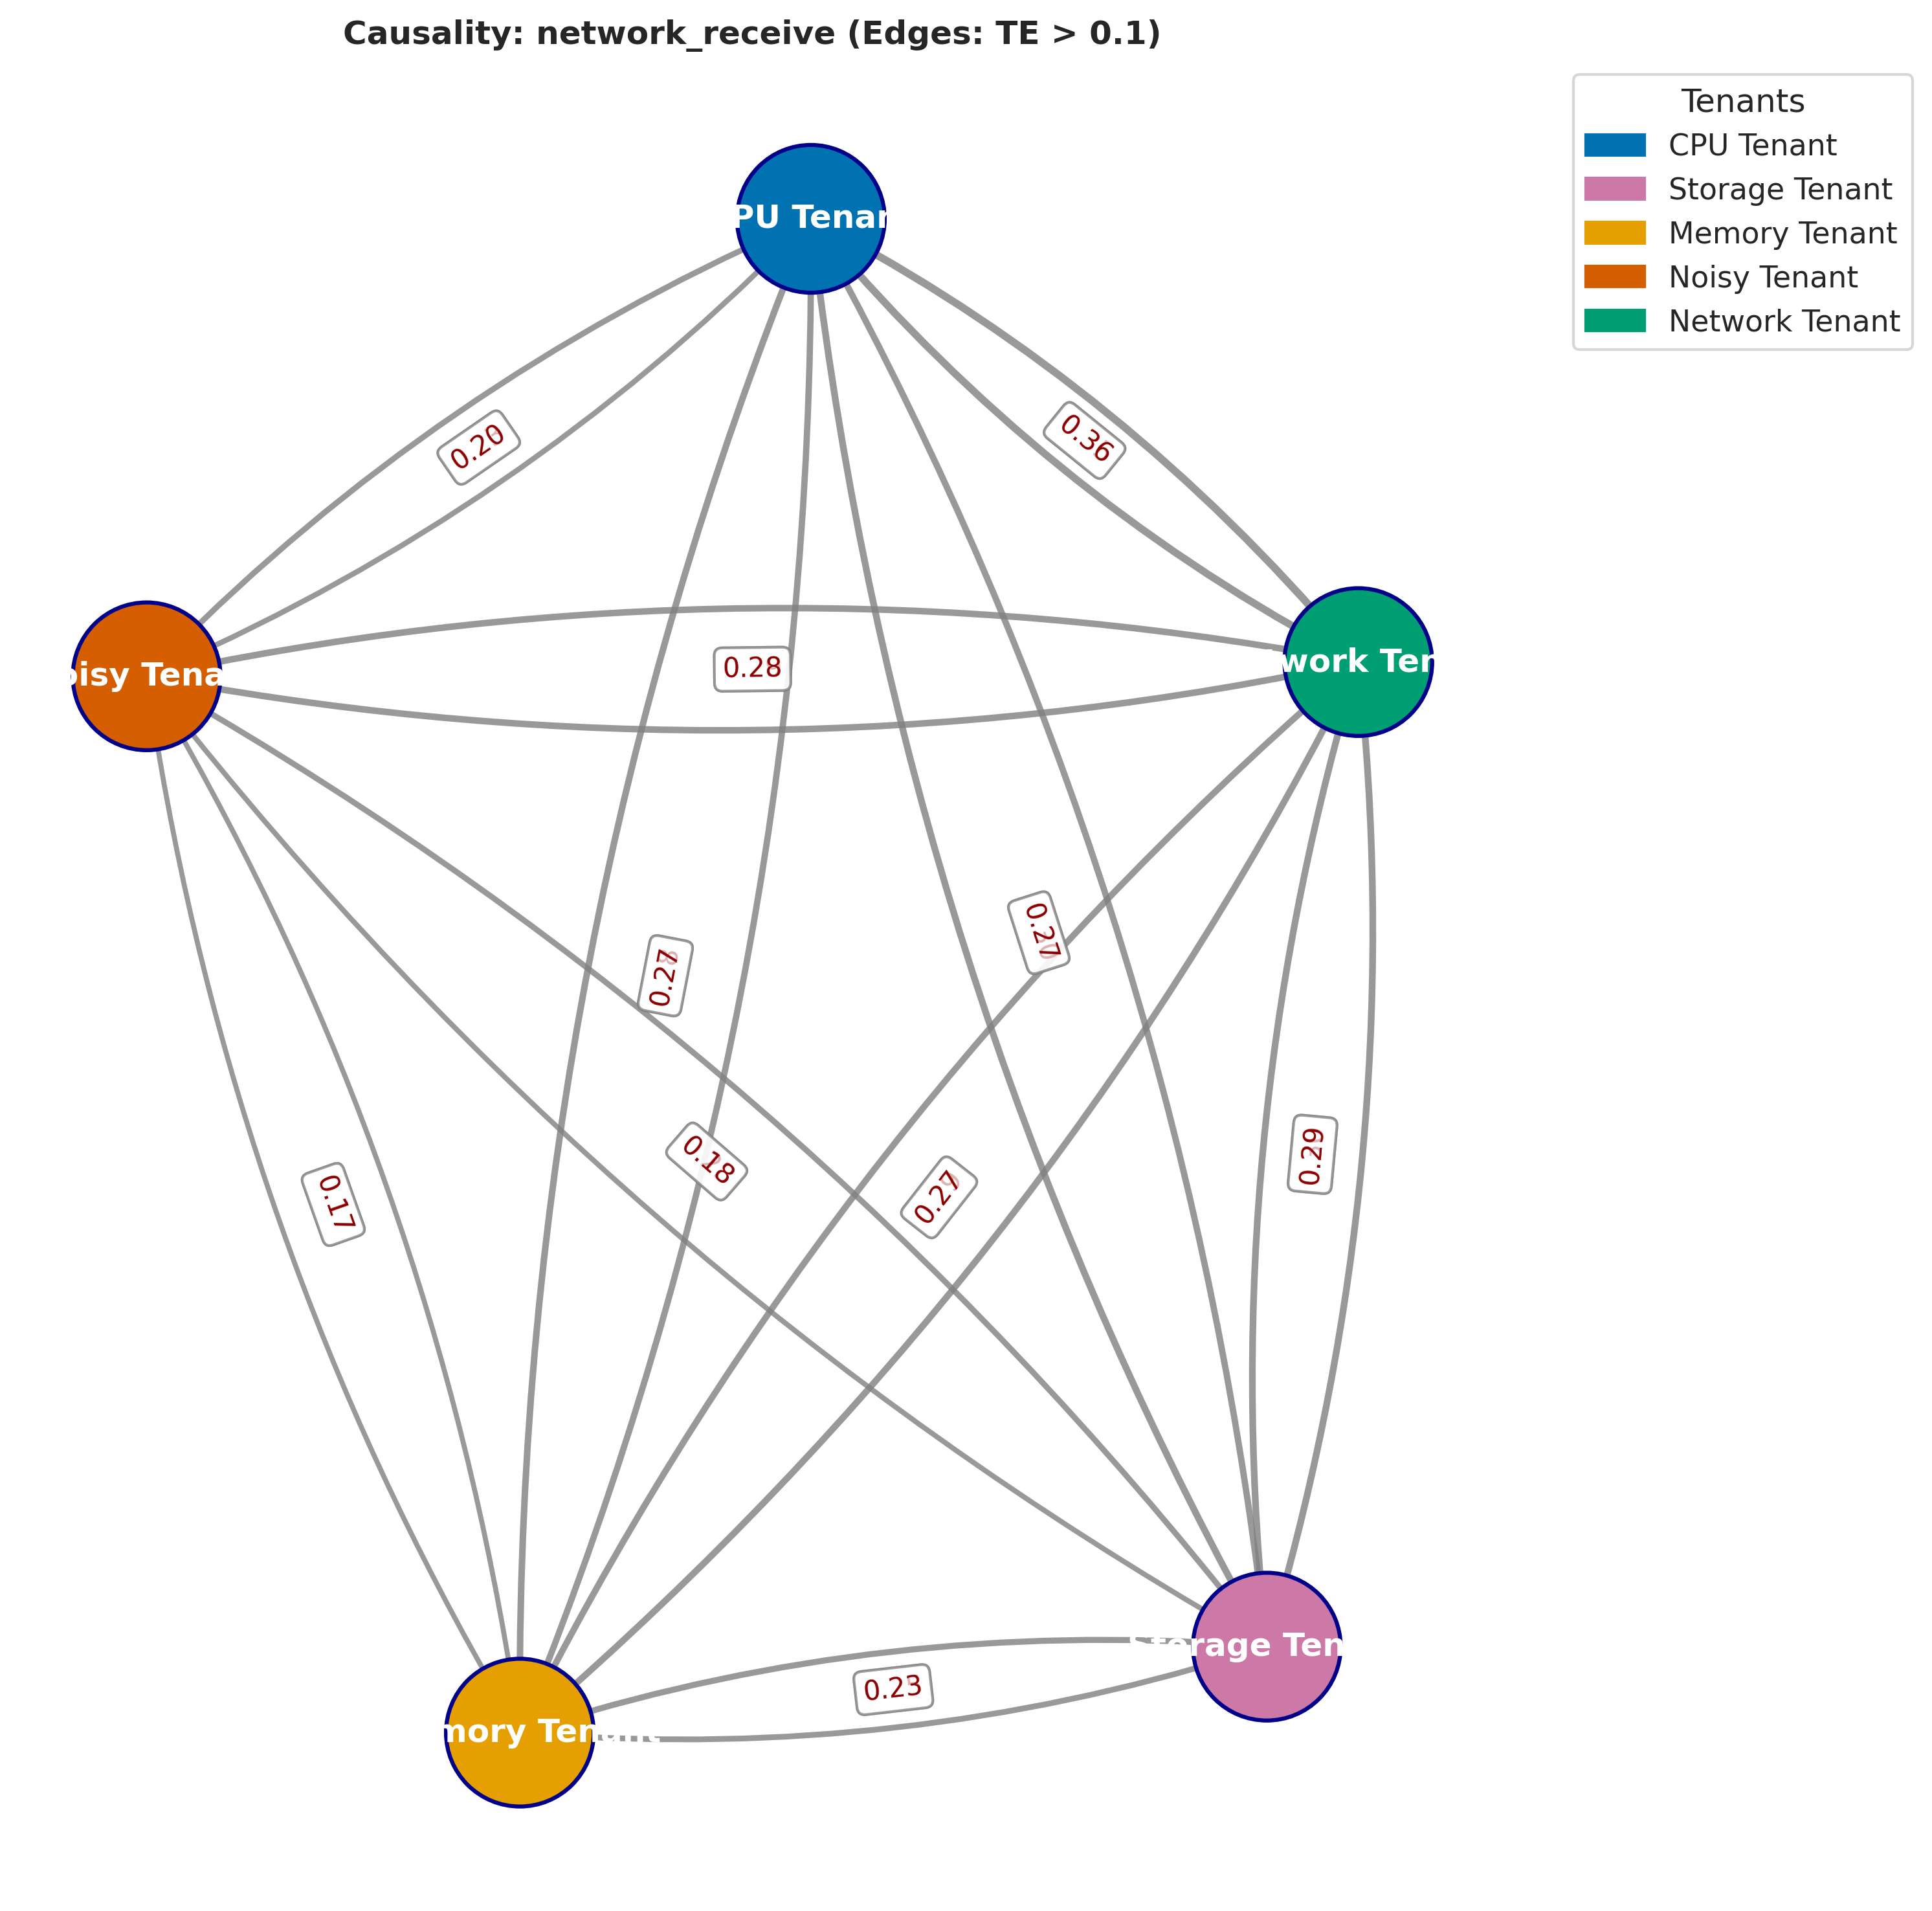 Causality: network_receive (Edges: TE > 0.1)
Tenants
CPU Tenant
Storage Tenant
Memory Tenant
Noisy Tenant
Network Tenant
PU Tenan
0.20
0.36
oisy Tena
0.28
work Ten
0.27
0.27
0.18
0.27
0.29
0.17
Storage Ten
0.23
mory Tenant